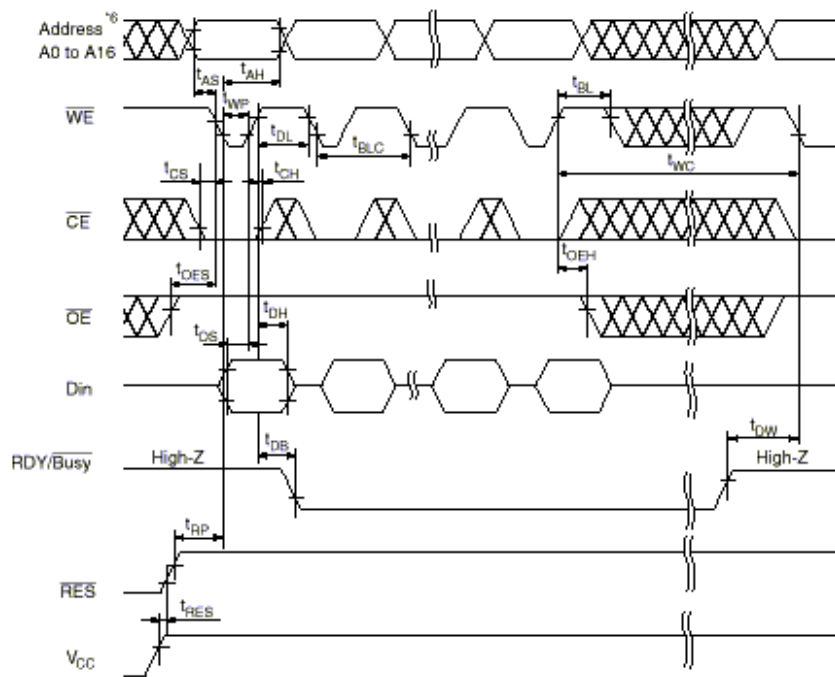 Address *6
A0 to A16
tAS
tAH
tWP
tBL
WE
tDL
tBLC
tWC
tCS
tCH
CE
tOES
tOEH
OE
tDS
tDH
Din
tDW
tDB
RDY/Busy
High-Z
High-Z
tRP
RES
tRES
VCC